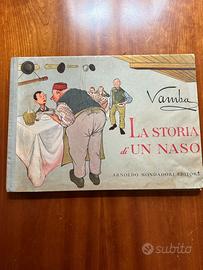 Vamba
LA STORIA
di UN NASO
ARNOLDO MONDADORI EDITORE
subito